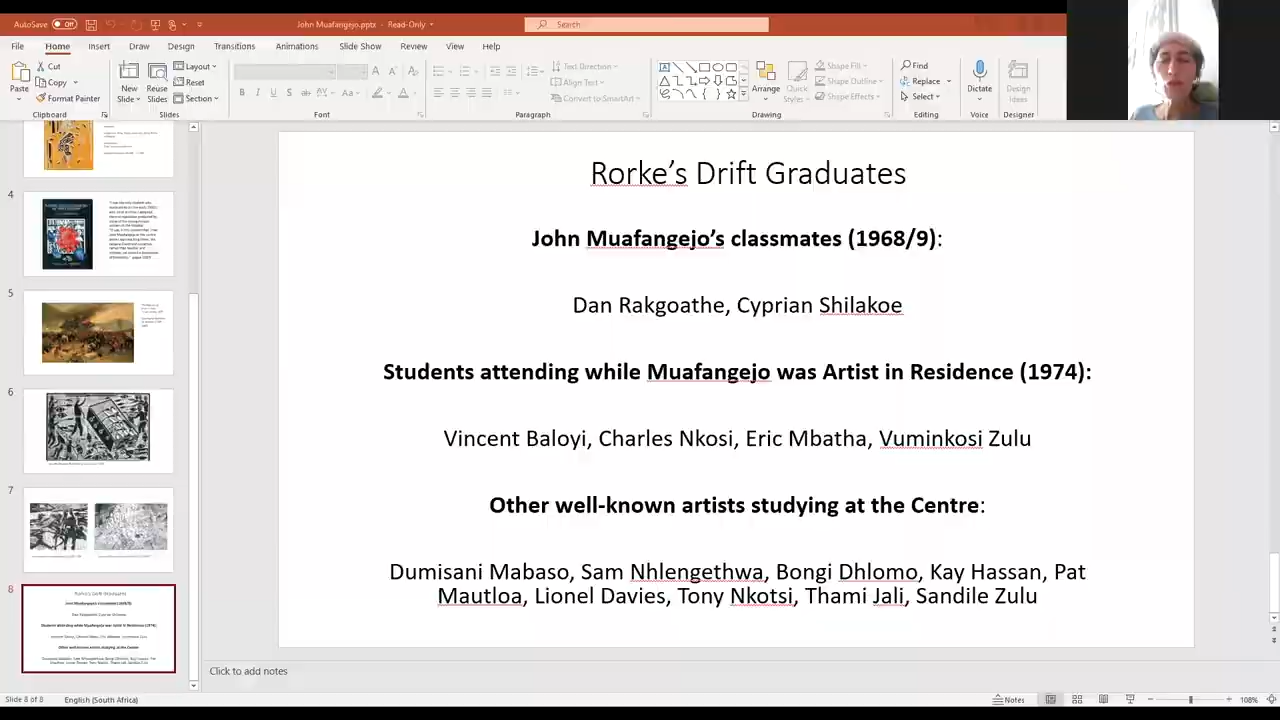 AutoSave Off
John Muafangejo.pptx - Read-Only
Search
File Home Insert Draw Design Transitions Animations Slide Show Review View Help
Paste
Cut
Copy
Format Painter
Clipboard
New Slide
Reuse Slides
Layout
Reset
Section
Slides
Font
Text Direction
Align Text
Convert to SmartArt
Paragraph
Arrange
Quick Styles
Shape Fill
Shape Outline
Shape Effects
Drawing
Find
Replace
Select
Editing
Dictate
Voice
Design Ideas
Designer
4
5
6
7
8
Rorke's Drift Graduates
John Muafangejo's classmates (1968/9):
Dan Rakgoathe, Cyprian Shilakoe
Students attending while Muafangejo was Artist in Residence (1974):
Vincent Baloyi, Charles Nkosi, Eric Mbatha, Vuminkosi Zulu
Other well-known artists studying at the Centre:
Dumisani Mabaso, Sam Nhlengethwa, Bongi Dhlomo, Kay Hassan, Pat
Mautloa, Lionel Davies, Tony Nkotsi, Thami Jali, Sandile Zulu
Click to add notes
Slide 8 of 8
English (South Africa)
Notes
108%